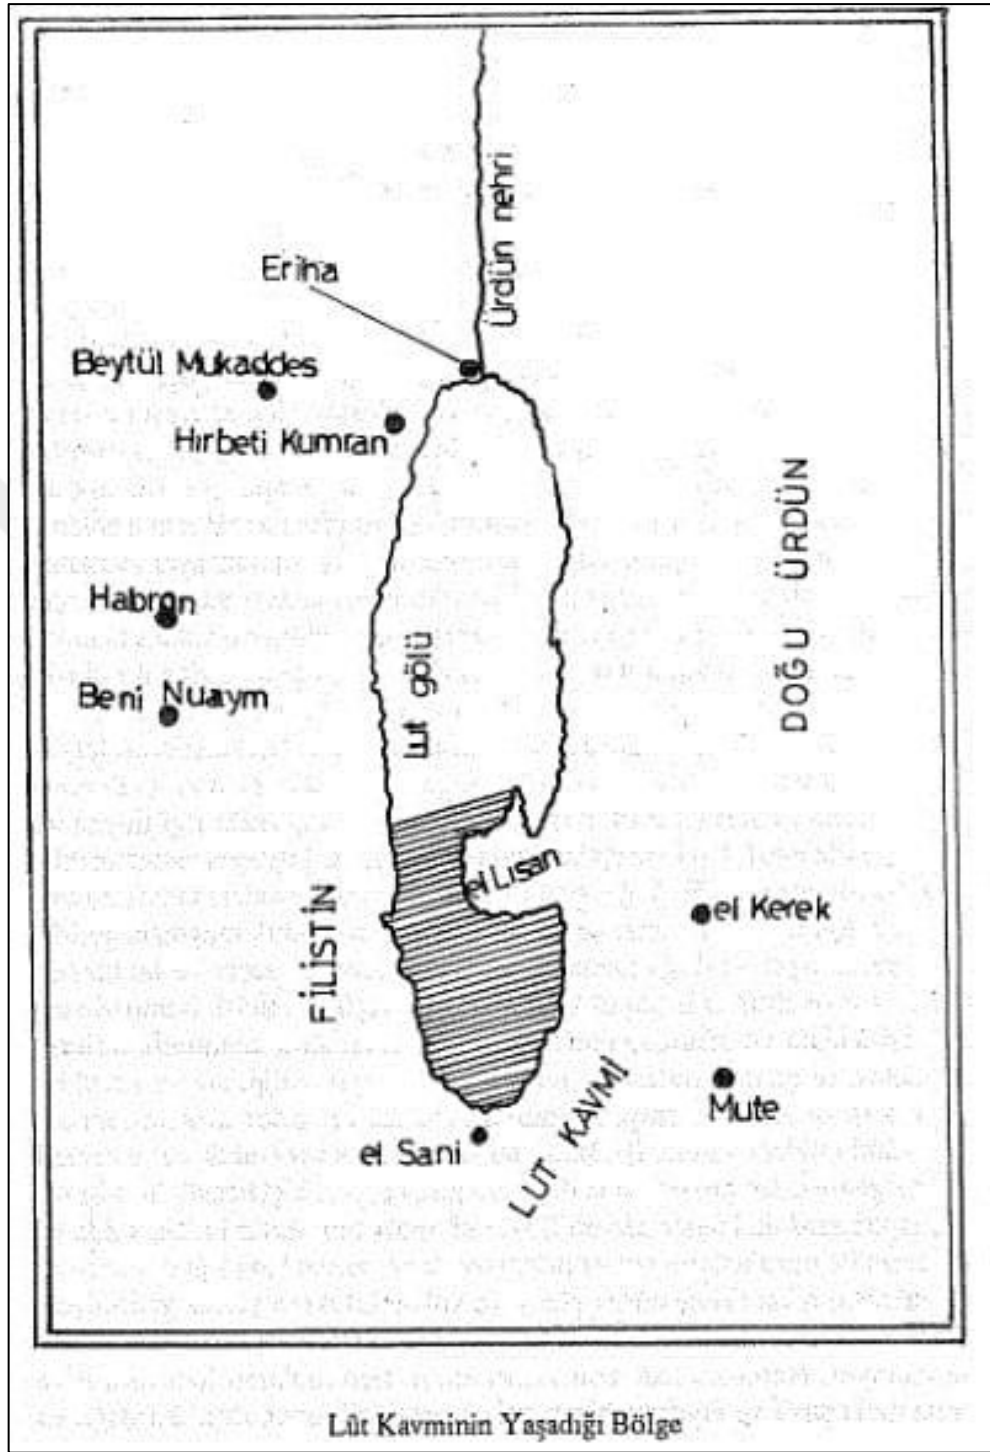 Ürdün nehri
Eriha
Beytül Mukaddes
Hırbeti Kumran
DOĞU ÜRDÜN
Habron
Beni Nuaym
Lut gölü
el Lisan
FİLİSTİN
el Kerek
LUT KAVMİ
Mute
el Sani
Lût Kavminin Yaşadığı Bölge